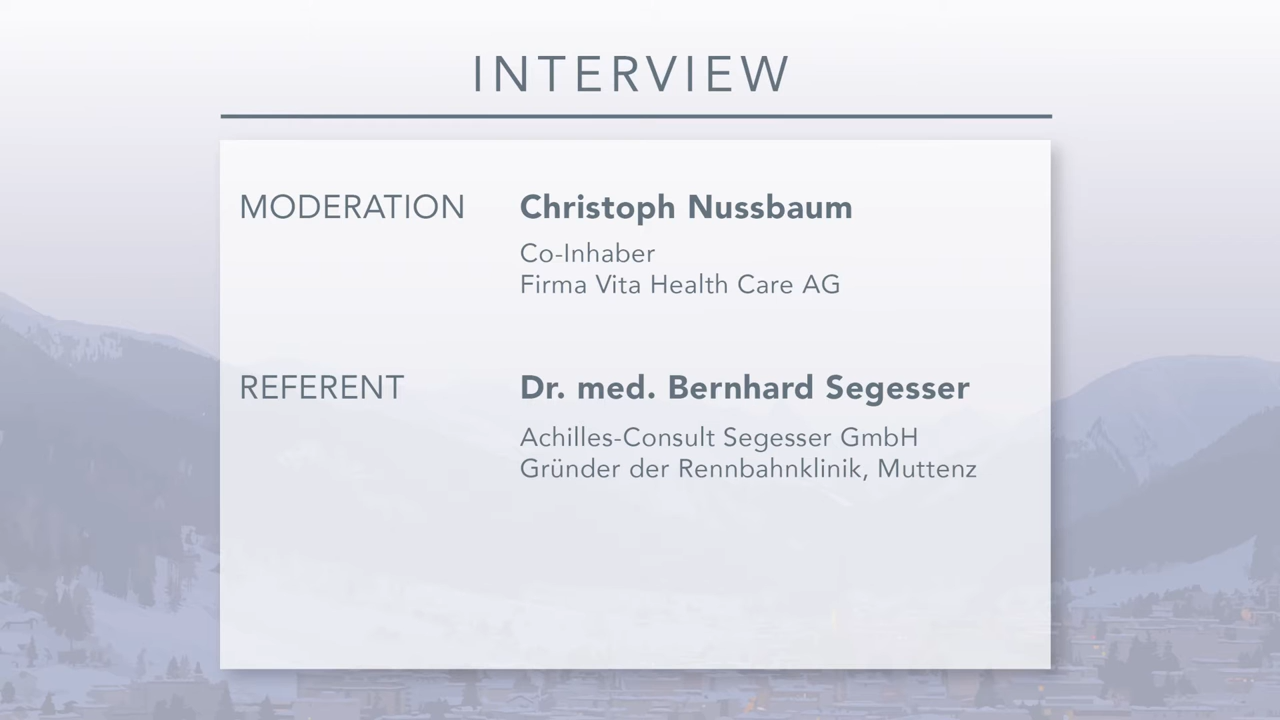 INTERVIEW
MODERATION Christoph Nussbaum
Co-Inhaber
Firma Vita Health Care AG
REFERENT Dr. med. Bernhard Segesser
Achilles-Consult Segesser GmbH
Gründer der Rennbahnklinik, Muttenz